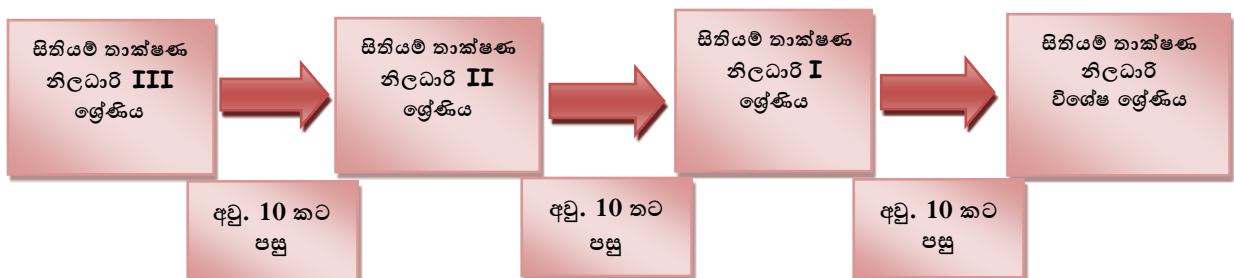 සිතියම් තාක්ෂණ
නිලධාරි III
ශ්‍රේණිය
සිතියම් තාක්ෂණ
නිලධාරි II
ශ්‍රේණිය
සිතියම් තාක්ෂණ
නිලධාරි I
ශ්‍රේණිය
සිතියම් තාක්ෂණ
නිලධාරි
විශේෂ ශ්‍රේණිය
අවු. 10 කට
පසු
අවු. 10 තට
පසු
අවු. 10 කට
පසු